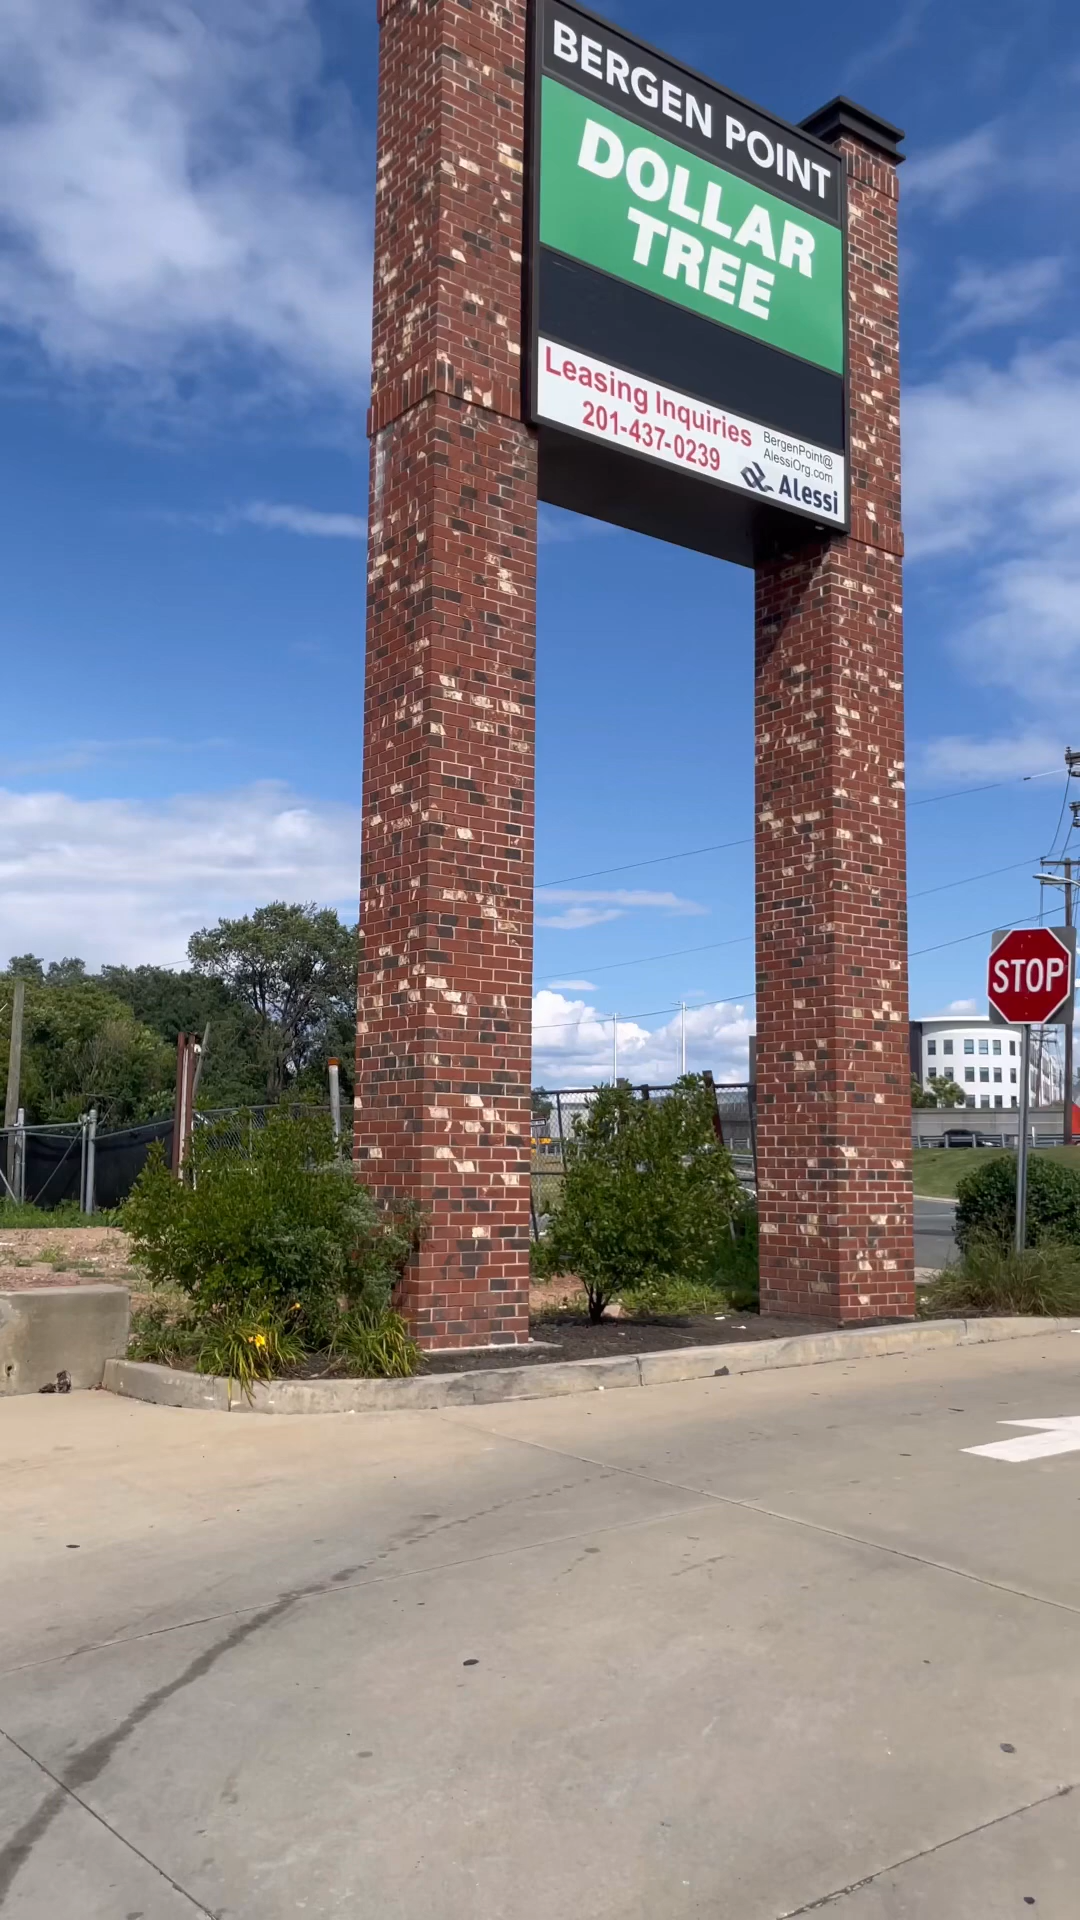 BERGEN POINT
DOLLAR
TREE
Leasing Inquiries
201-437-0239
BergenPoint@
AlessiOrg.com
Alessi
STOP